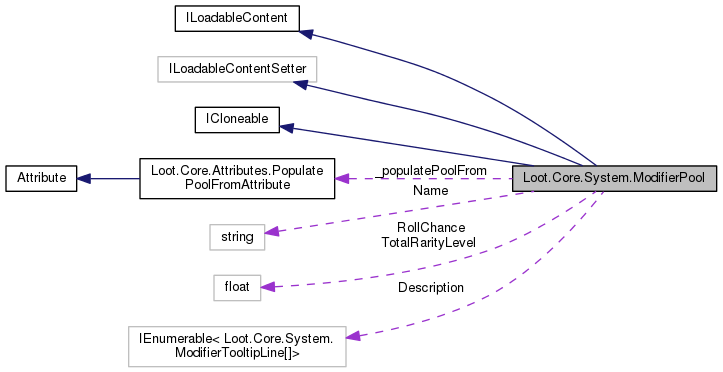 ILoadableContent
ILoadableContentSetter
ICloneable
Attribute
Loot.Core.Attributes.Populate
PoolFromAttribute
_populatePoolFrom
Loot.Core.System.ModifierPool
Name
string
RollChance
TotalRarityLevel
float
Description
IEnumerable< Loot.Core.System.
ModifierTooltipLine[]>